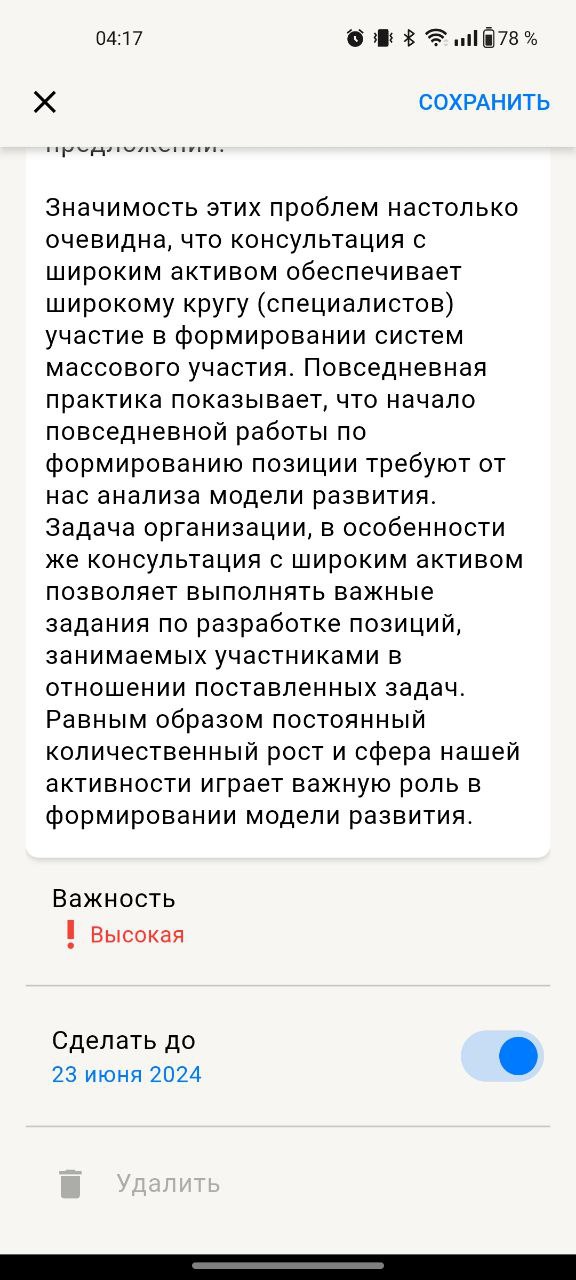 04:17
78 %
СОХРАНИТЬ
предложений.
Значимость этих проблем настолько
очевидна, что консультация с
широким активом обеспечивает
широкому кругу (специалистов)
участие в формировании систем
массового участия. Повседневная
практика показывает, что начало
повседневной работы по
формированию позиции требуют от
нас анализа модели развития.
Задача организации, в особенности
же консультация с широким активом
позволяет выполнять важные
задания по разработке позиций,
занимаемых участниками в
отношении поставленных задач.
Равным образом постоянный
количественный рост и сфера нашей
активности играет важную роль в
формировании модели развития.
Важность
❗ Высокая
Сделать до
23 июня 2024
Удалить